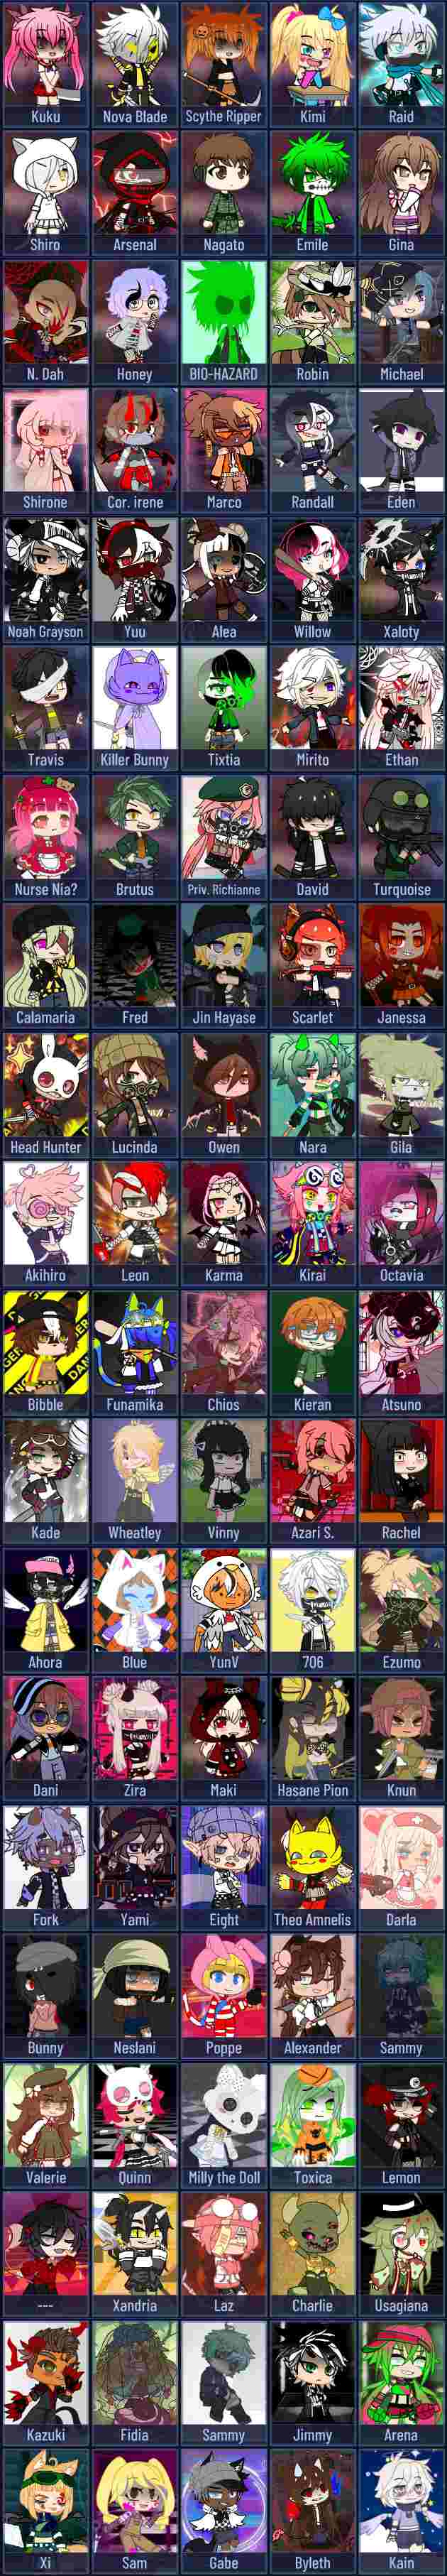 Kuku Nova Blade Scythe Ripper Kimi Raid
Shiro Arsenal Nagato Emile Gina
N. Dah Honey BIO-HAZARD Robin Michael
Shirone Cor. irene Marco Randall Eden
Noah Grayson Yuu Alea Willow Xaloty
Travis Killer Bunny Tixtia Mirito Ethan
Nurse Nia? Brutus Priv. Richianne David Turquoise
Calamaria Fred Jin Hayase Scarlet Janessa
Head Hunter Lucinda Owen Nara Gila
Akihiro Leon Karma Kirai Octavia
Bibble Funamika Chios Kieran Atsuno
Kade Wheatley Vinny Azari S. Rachel
Ahora Blue YunV 706 Ezumo
Dani Zira Maki Hasane Pion Knun
Fork Yami Eight Theo Amnelis Darla
Bunny Neslani Poppe Alexander Sammy
Valerie Quinn Milly the Doll Toxica Lemon
--- Xandria Laz Charlie Usagiana
Kazuki Fidia Sammy Jimmy Arena
Xi Sam Gabe Byleth Kain